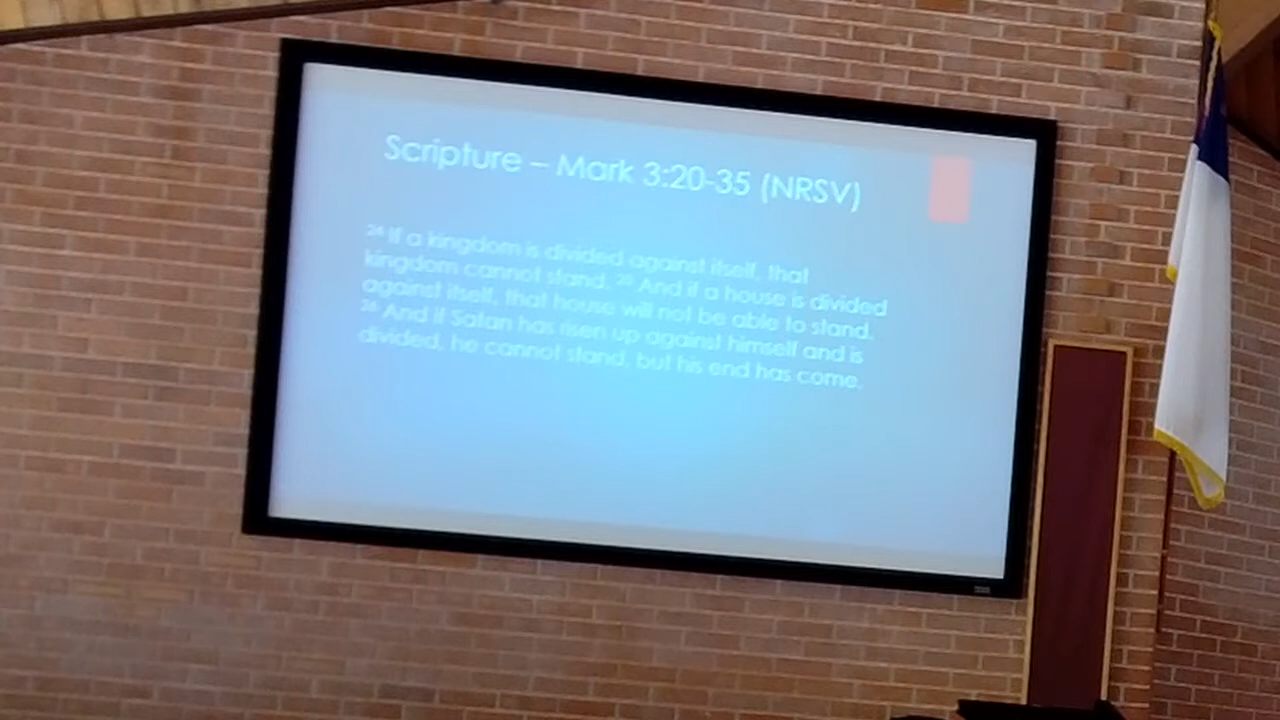 Scripture – Mark 3:20-35 (NRSV)
24 If a kingdom is divided against itself, that
kingdom cannot stand. 25 And if a house is divided
against itself, that house will not be able to stand.
26 And if Satan has risen up against himself and is
divided, he cannot stand, but his end has come.